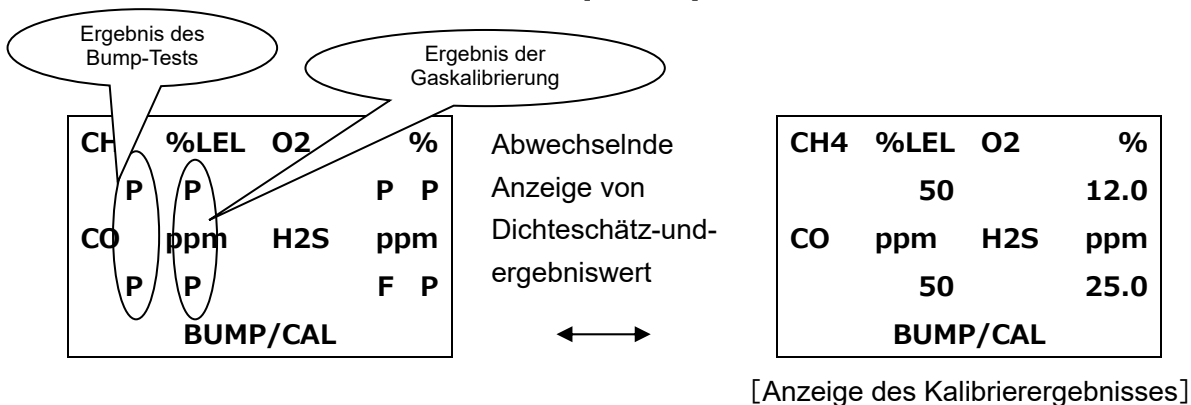 Ergebnis des
Bump-Tests
Ergebnis der
Gaskalibrierung
CH %LEL O2 %
P P P P
CO ppm H2S ppm
P P F P
BUMP/CAL
Abwechselnde
Anzeige von
Dichteschätz-und-
ergebniswert
CH4 %LEL O2 %
50 12.0
CO ppm H2S ppm
50 25.0
BUMP/CAL
[Anzeige des Kalibrierergebnisses]